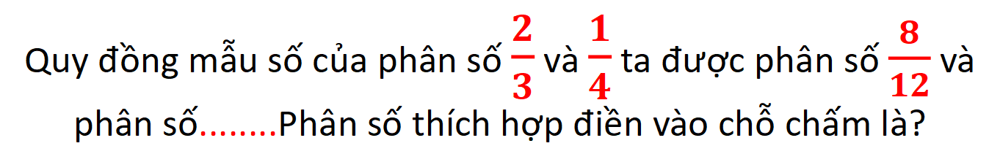 Quy đồng mẫu số của phân số 2/3 và 1/4 ta được phân số 8/12 và
phân số........Phân số thích hợp điền vào chỗ chấm là?